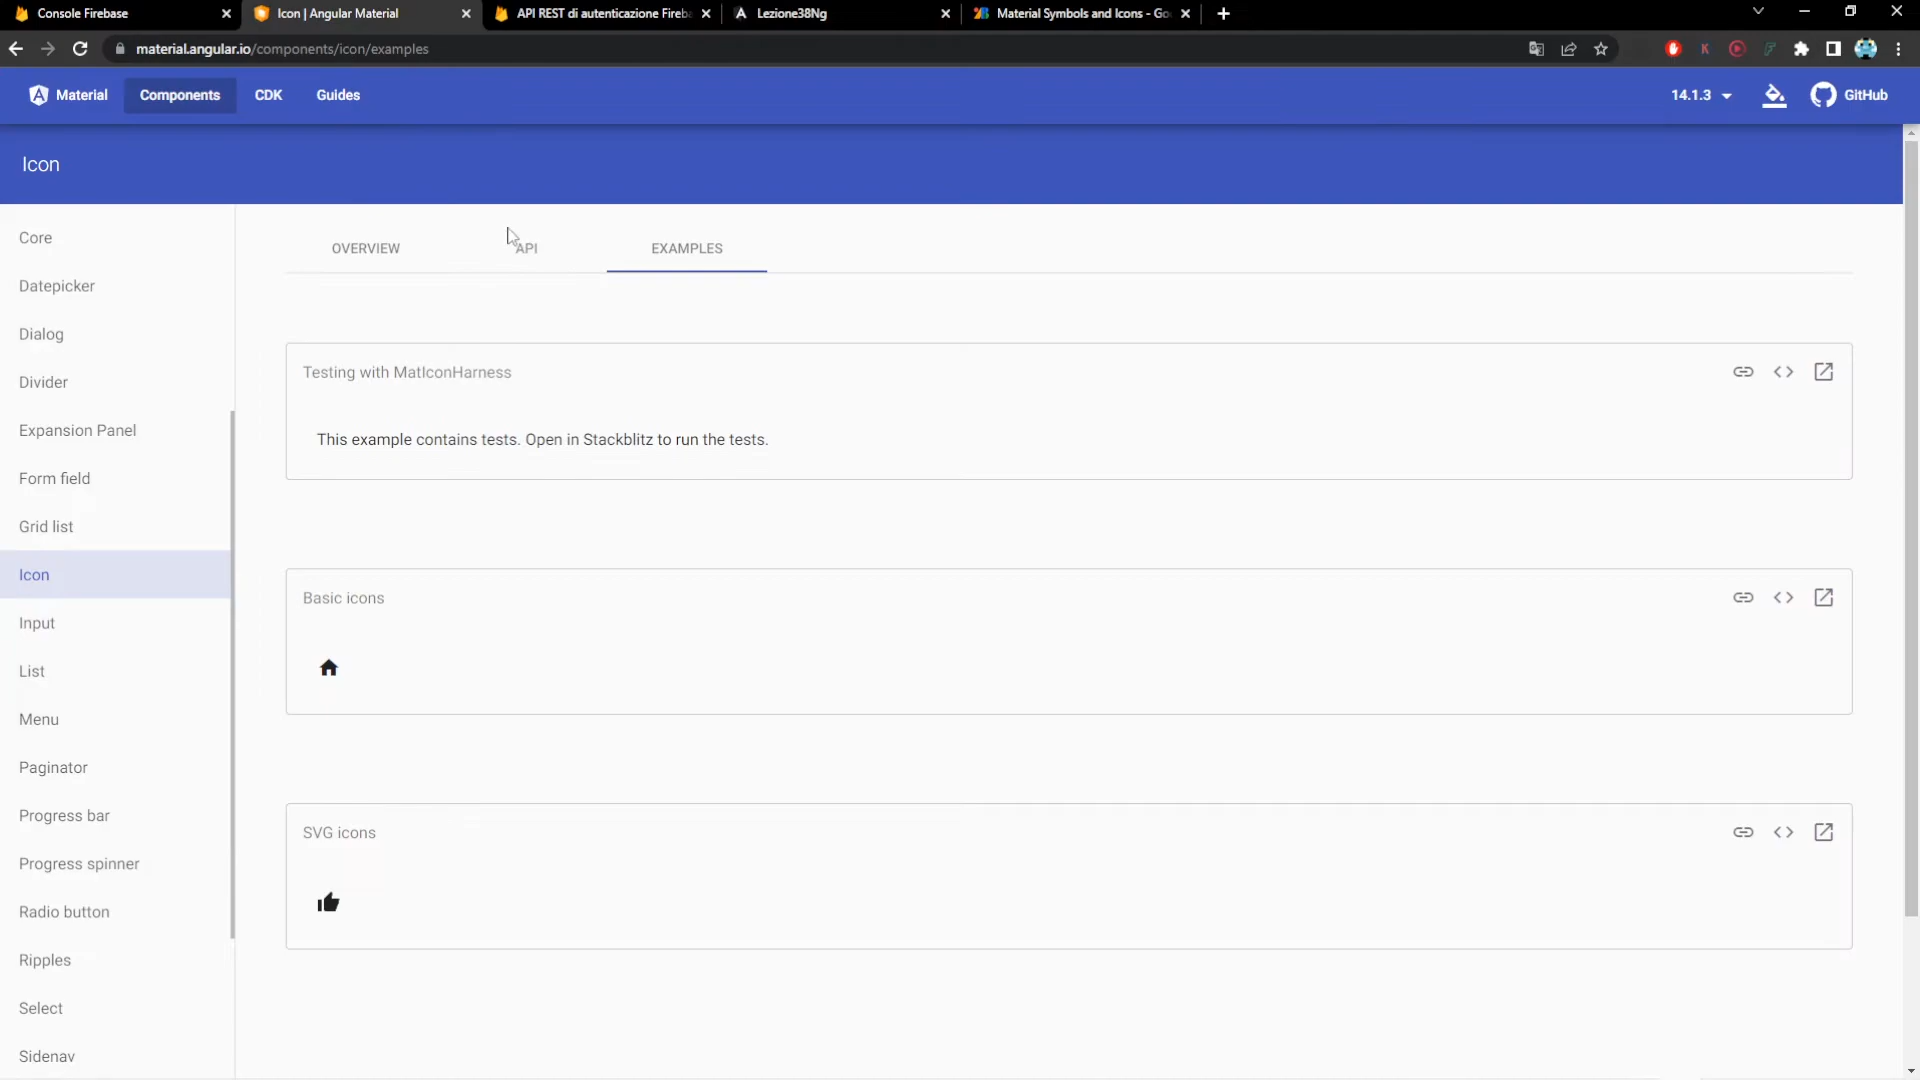 Console Firebase
Icon | Angular Material
API REST di autenticazione Fireba
Lezione38Ng
Material Symbols and Icons - Go
material.angular.io/components/icon/examples
Material
Components
CDK
Guides
14.1.3
GitHub
Icon
Core
Datepicker
Dialog
Divider
Expansion Panel
Form field
Grid list
Icon
Input
List
Menu
Paginator
Progress bar
Progress spinner
Radio button
Ripples
Select
Sidenav
OVERVIEW
API
EXAMPLES
Testing with MatIconHarness
This example contains tests. Open in Stackblitz to run the tests.
Basic icons
SVG icons